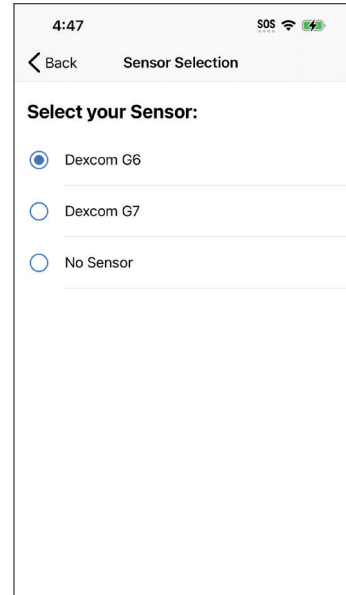 4:47
SOS
Back
Sensor Selection
Select your Sensor:
Dexcom G6
Dexcom G7
No Sensor